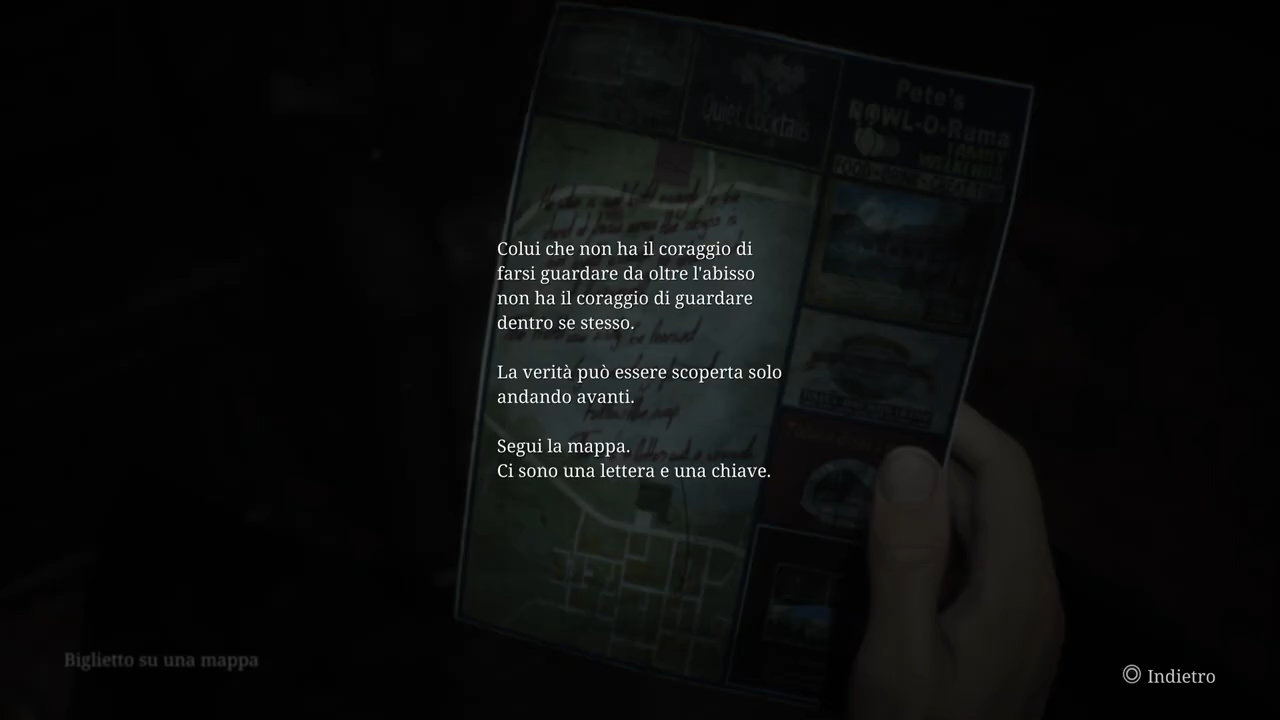 Quiet Cocktails
Pete's
BOWL-O-Rama
FAMILY
Colui che non ha il coraggio di
farsi guardare da oltre l'abisso
non ha il coraggio di guardare
dentro se stesso.
La verità può essere scoperta solo
andando avanti.
Segui la mappa.
Ci sono una lettera e una chiave.
Biglietto su una mappa
Indietro